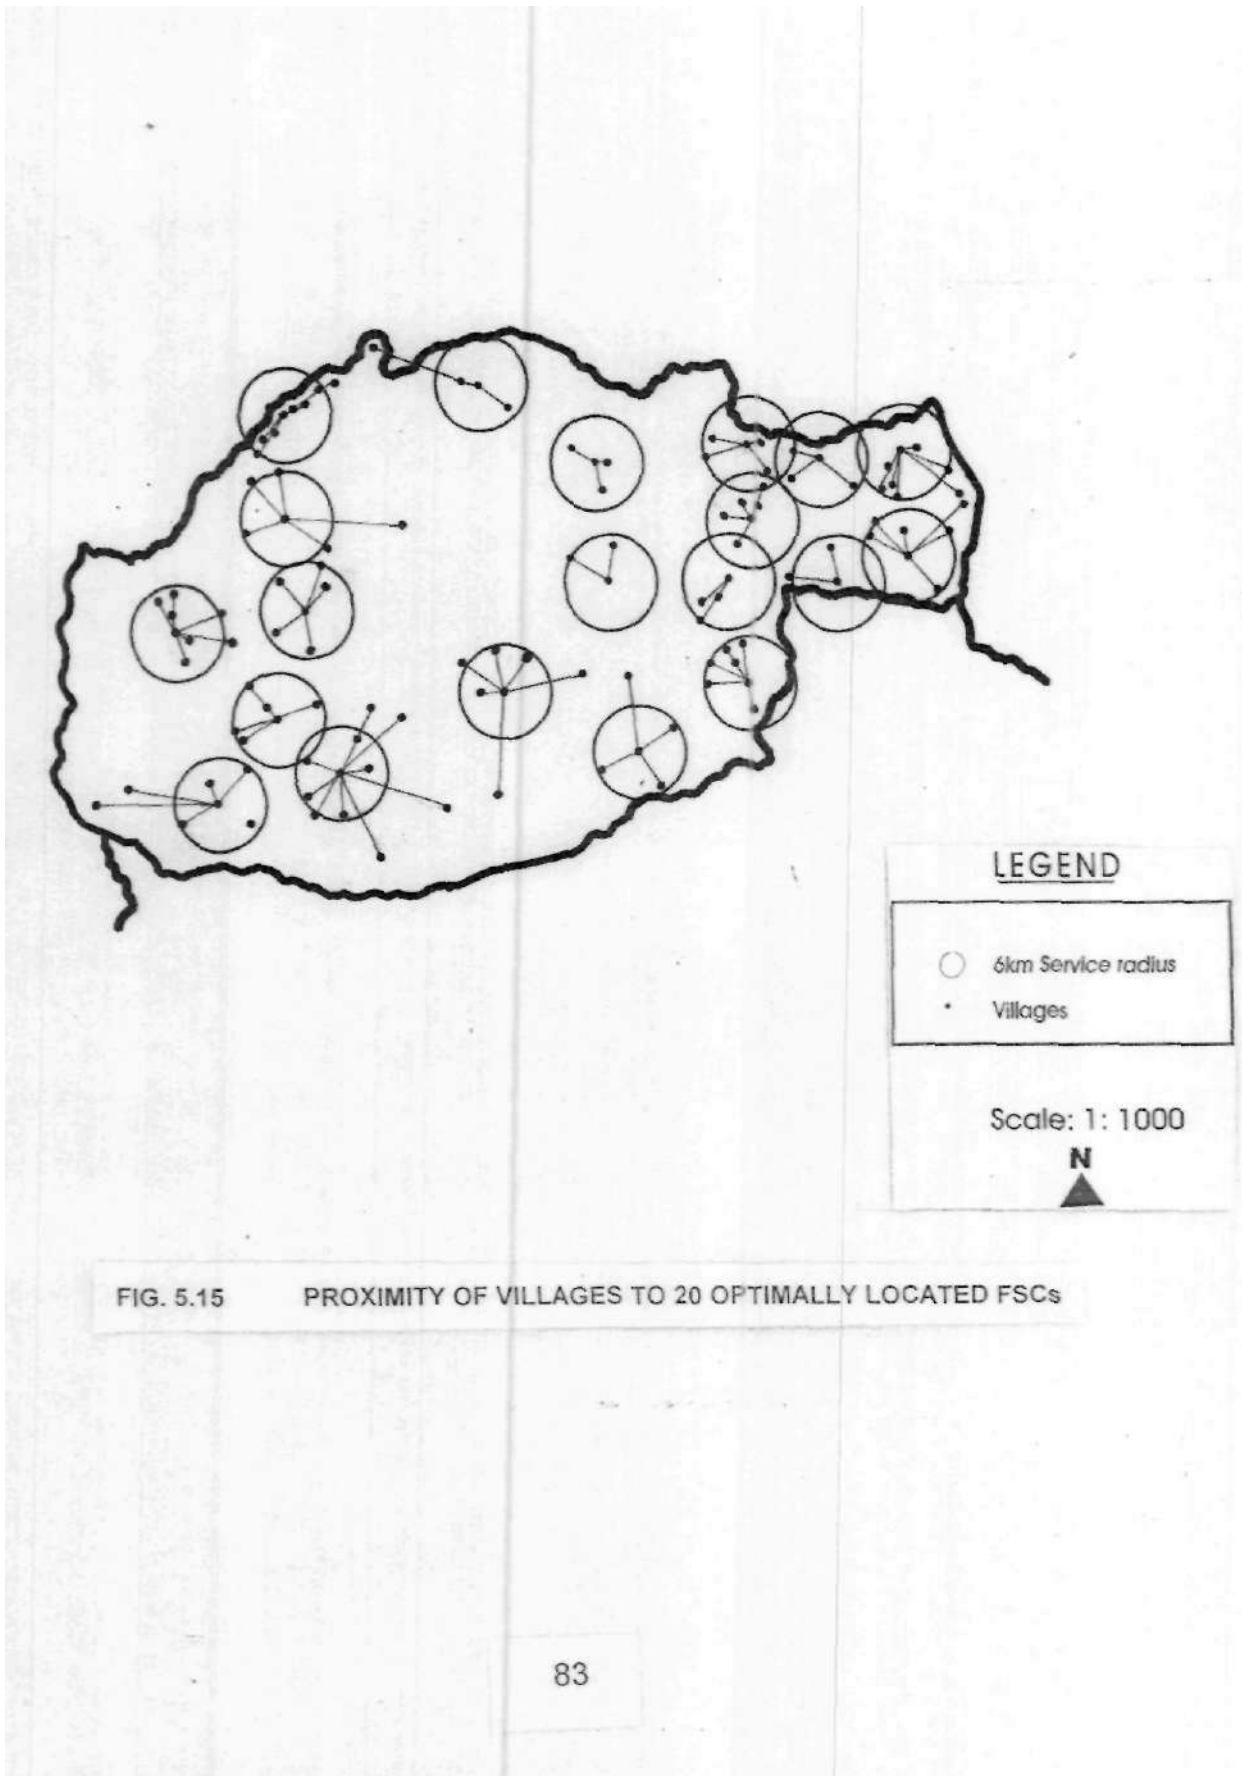 LEGEND
6km Service radius
Villages
Scale: 1: 1000
N
FIG. 5.15 PROXIMITY OF VILLAGES TO 20 OPTIMALLY LOCATED FSCs
83